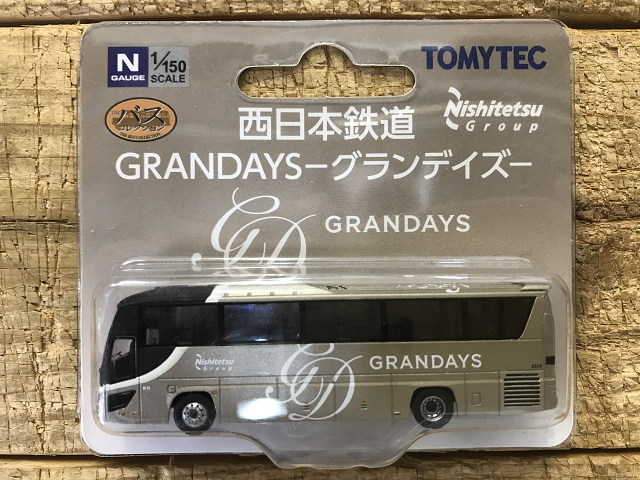 N
GAUGE
1/150
SCALE
TOMYTEC
バス
コレクション
西日本鉄道
Nishitetsu
Group
GRANDAYSーグランデイズー
GD GRANDAYS
Nishitetsu
Group
GD GRANDAYS